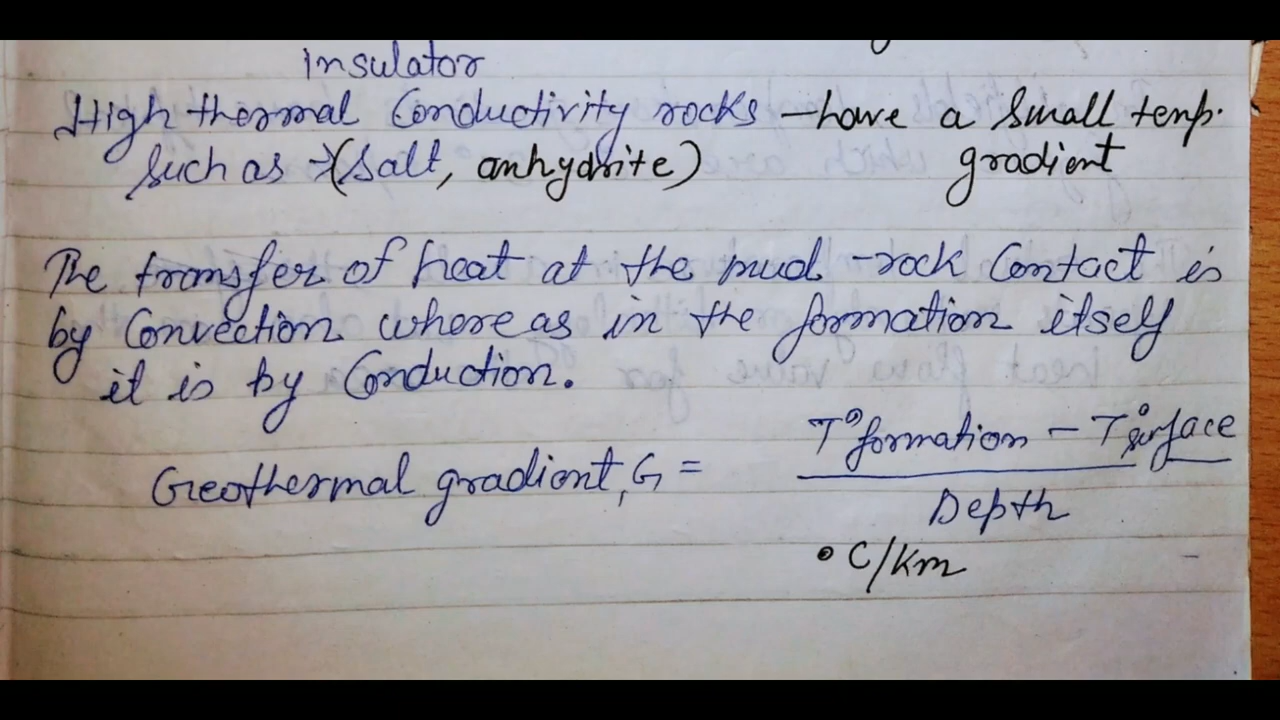 Insulator
High thermal Conductivity rocks - have a small temp.
such as →(salt, anhydrite) gradient
The transfer of heat at the mud-rock Contact is
by Convection where as in the formation itself
it is by Conduction.
T° formation - T° surface
Geothermal gradient, G =
Depth
°C/Km